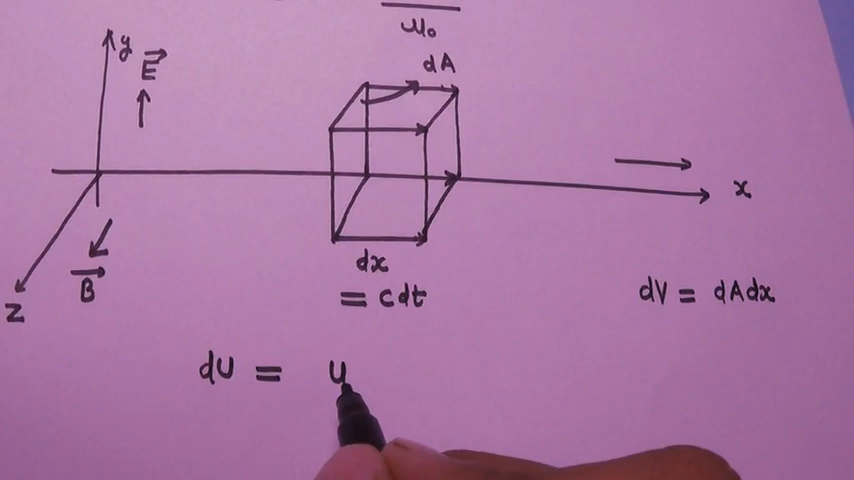 μ₀
dA
y
E⃗
x
dx
= cdt
B⃗
z
dV = dAdx
dU = u